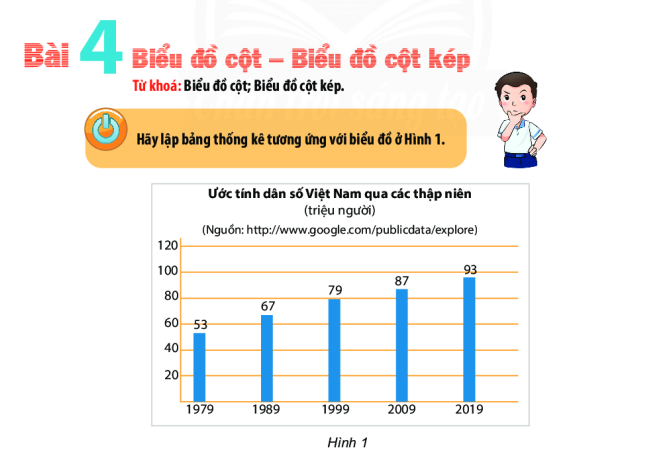 Bài 4 Biểu đồ cột – Biểu đồ cột kép
Từ khoá: Biểu đồ cột; Biểu đồ cột kép.
Hãy lập bảng thống kê tương ứng với biểu đồ ở Hình 1.
Ước tính dân số Việt Nam qua các thập niên
(triệu người)
(Nguồn: http://www.google.com/publicdata/explore)
120
100
80
60
40
20
53
67
79
87
93
1979 1989 1999 2009 2019
Hình 1